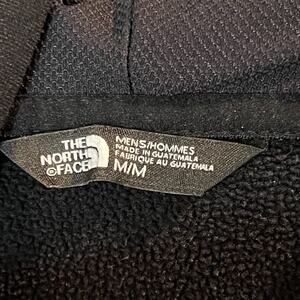 THE
NORTH
FACE
MENS/HOMMES
MADE IN GUATEMALA
FABRIQUE AU GUATEMALA
M/M